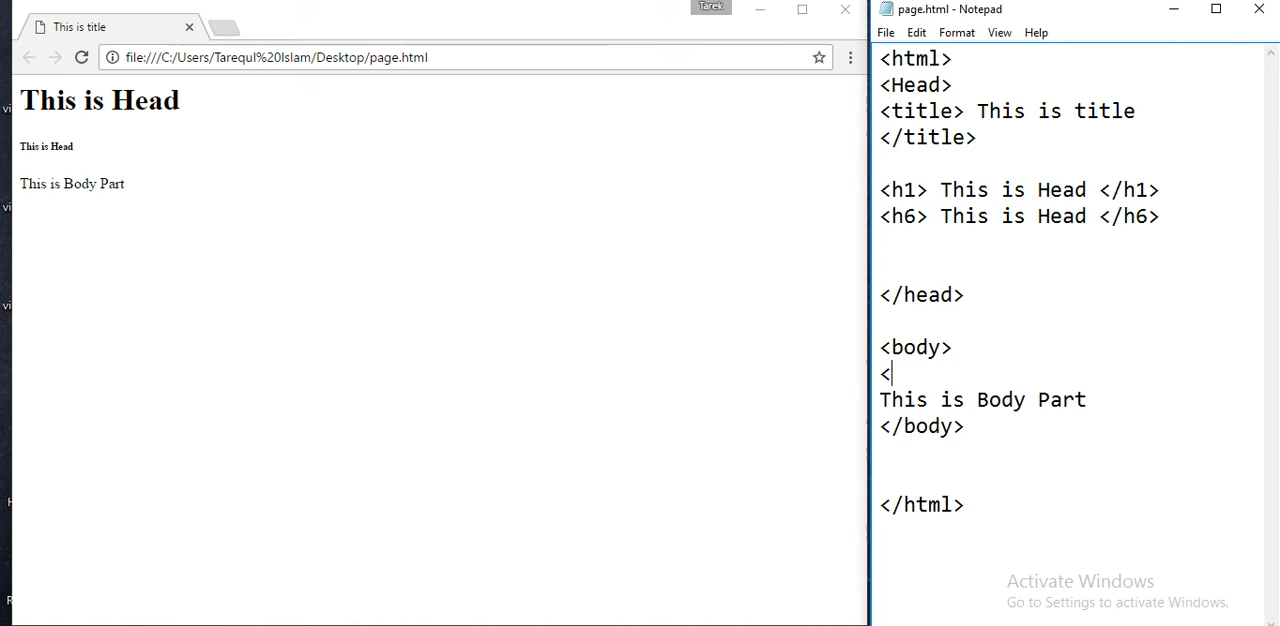 This is title
Tarek
file:///C:/Users/Tarequl%20Islam/Desktop/page.html
This is Head
This is Head
This is Body Part
page.html - Notepad
File Edit Format View Help
<html>
<Head>
<title> This is title
</title>
<h1> This is Head </h1>
<h6> This is Head </h6>
</head>
<body>
<
This is Body Part
</body>
</html>
Activate Windows
Go to Settings to activate Windows.